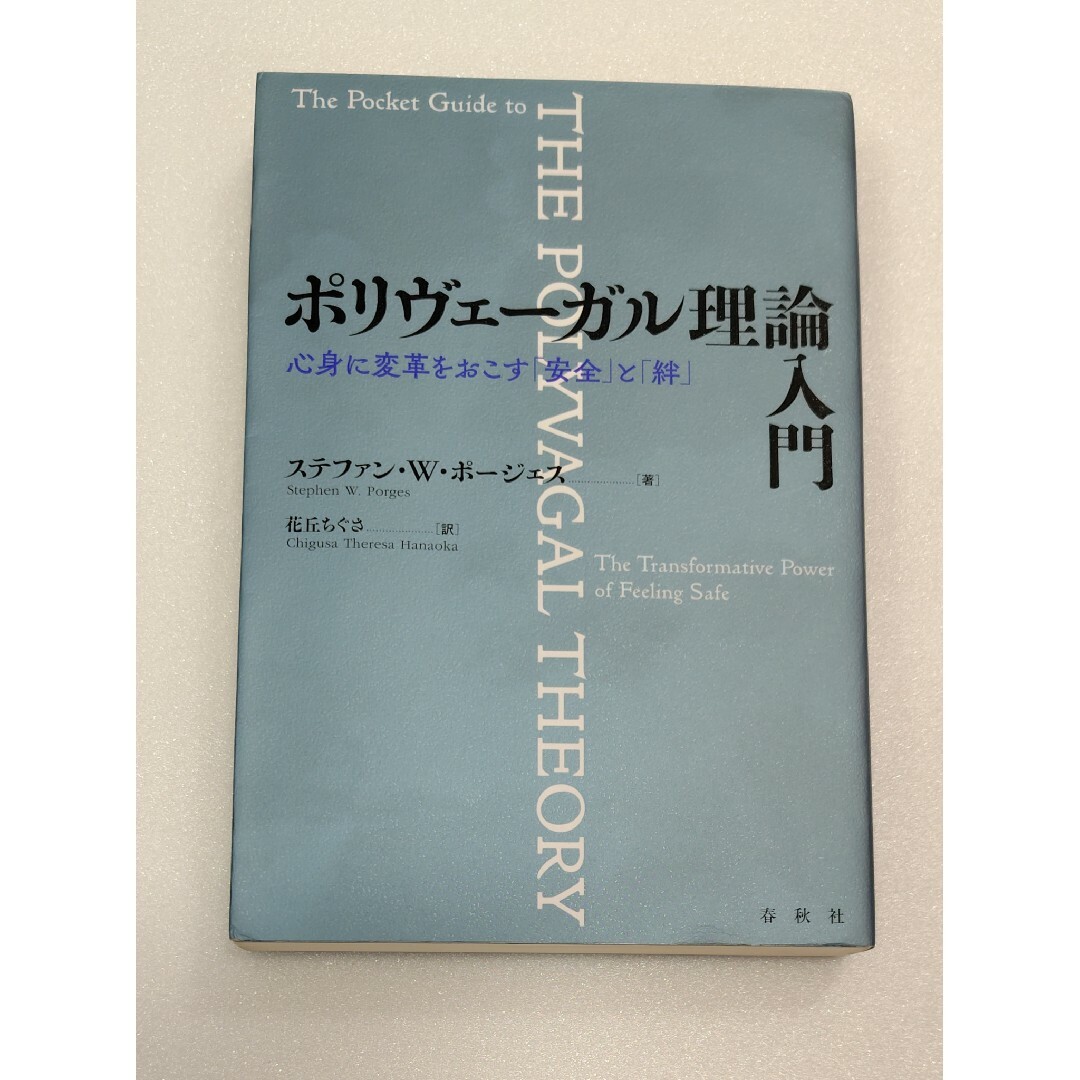 The Pocket Guide to
THE POLYVAGAL THEORY
ポリヴェーガル理論
入門
心身に変革をおこす「安全」と「絆」
ステファン・W・ポージェス [著]
Stephen W. Porges
花丘ちぐさ [訳]
Chigusa Theresa Hanaoka
The Transformative Power
of Feeling Safe
春秋社